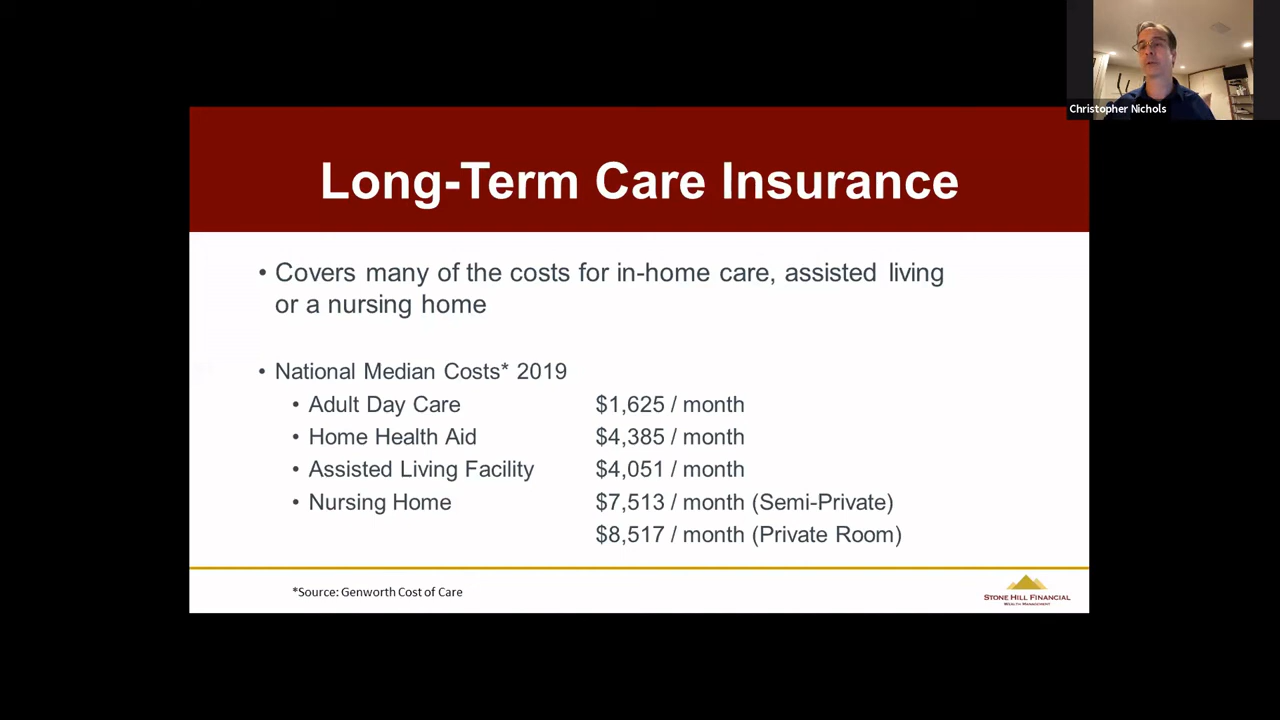 Christopher Nichols
Long-Term Care Insurance
• Covers many of the costs for in-home care, assisted living
or a nursing home
• National Median Costs* 2019
• Adult Day Care $1,625 / month
• Home Health Aid $4,385 / month
• Assisted Living Facility $4,051 / month
• Nursing Home $7,513 / month (Semi-Private)
$8,517 / month (Private Room)
*Source: Genworth Cost of Care
STONE HILL FINANCIAL
WEALTH MANAGEMENT